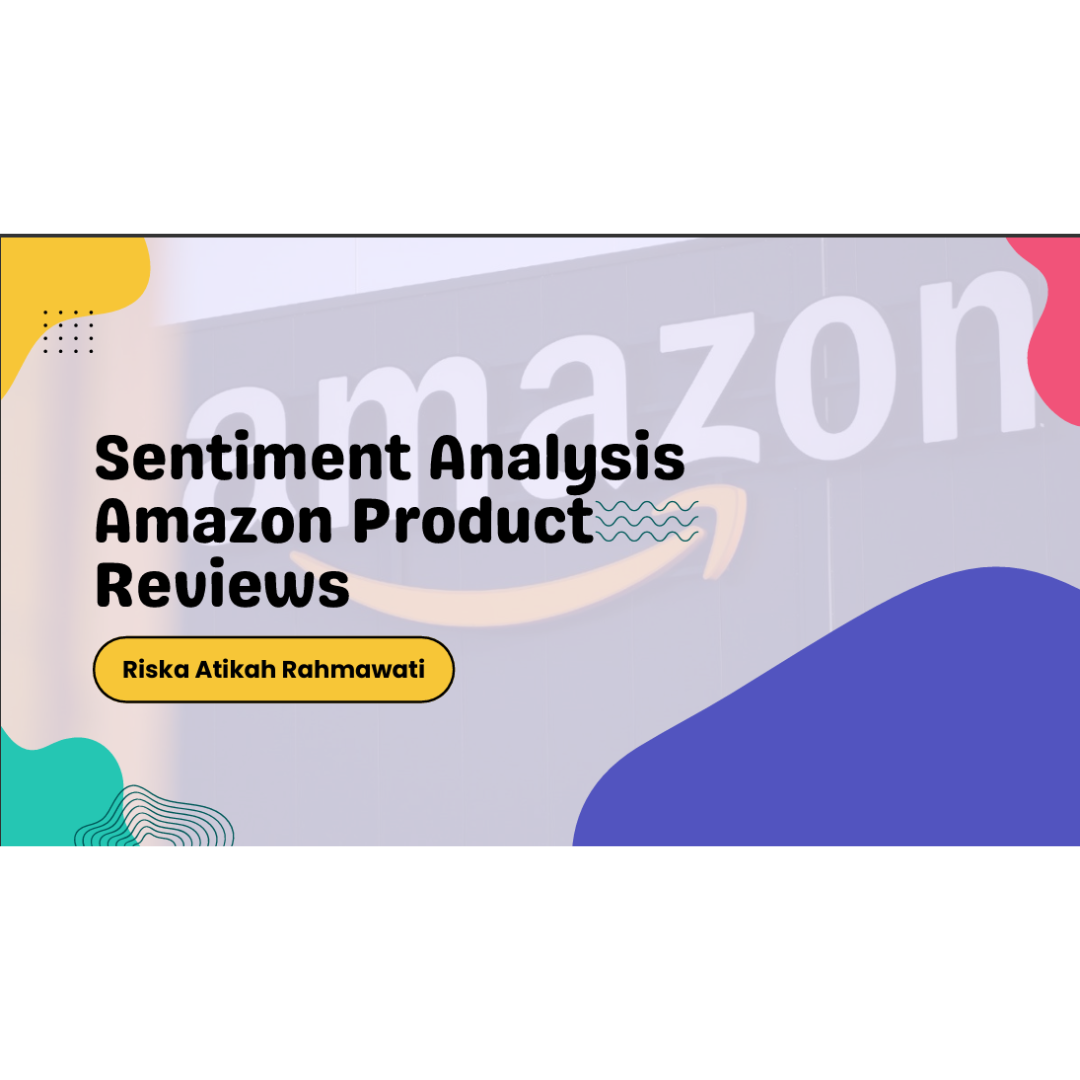 amazon
Sentiment Analysis
Amazon Product
Reviews
Riska Atikah Rahmawati